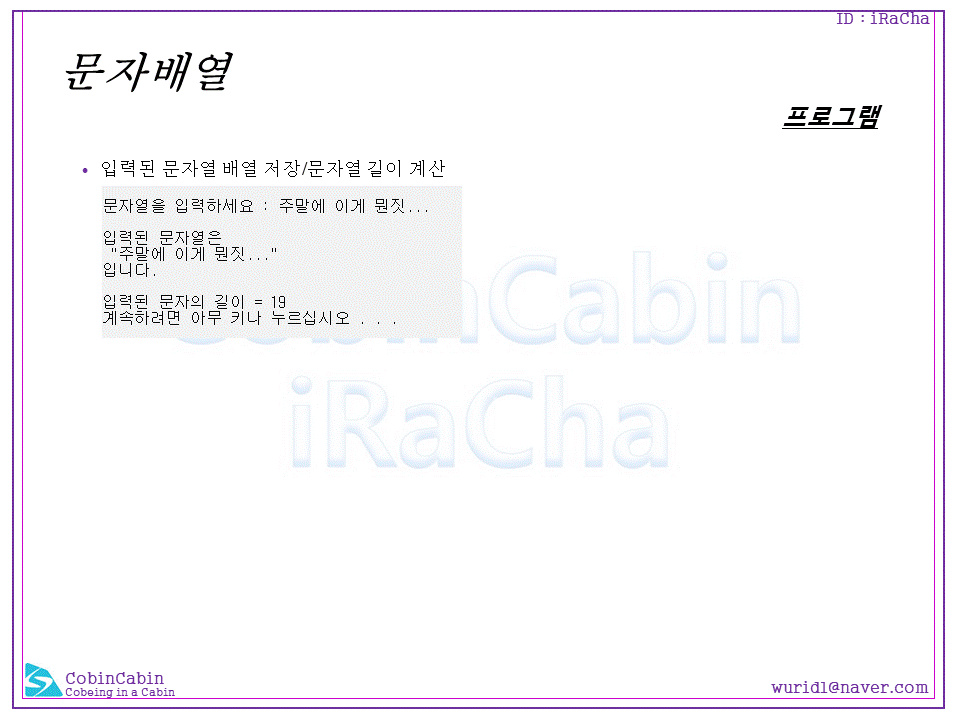 ID : iRaCha
문자배열
프로그램
• 입력된 문자열 배열 저장/문자열 길이 계산
문자열을 입력하세요 : 주말에 이게 뭔짓...
입력된 문자열은
"주말에 이게 뭔짓..."
입니다.
입력된 문자의 길이 = 19
계속하려면 아무 키나 누르십시오 . . .
CobinCabin
iRaCha
CobinCabin
Cobeing in a Cabin
wurid1@naver.com